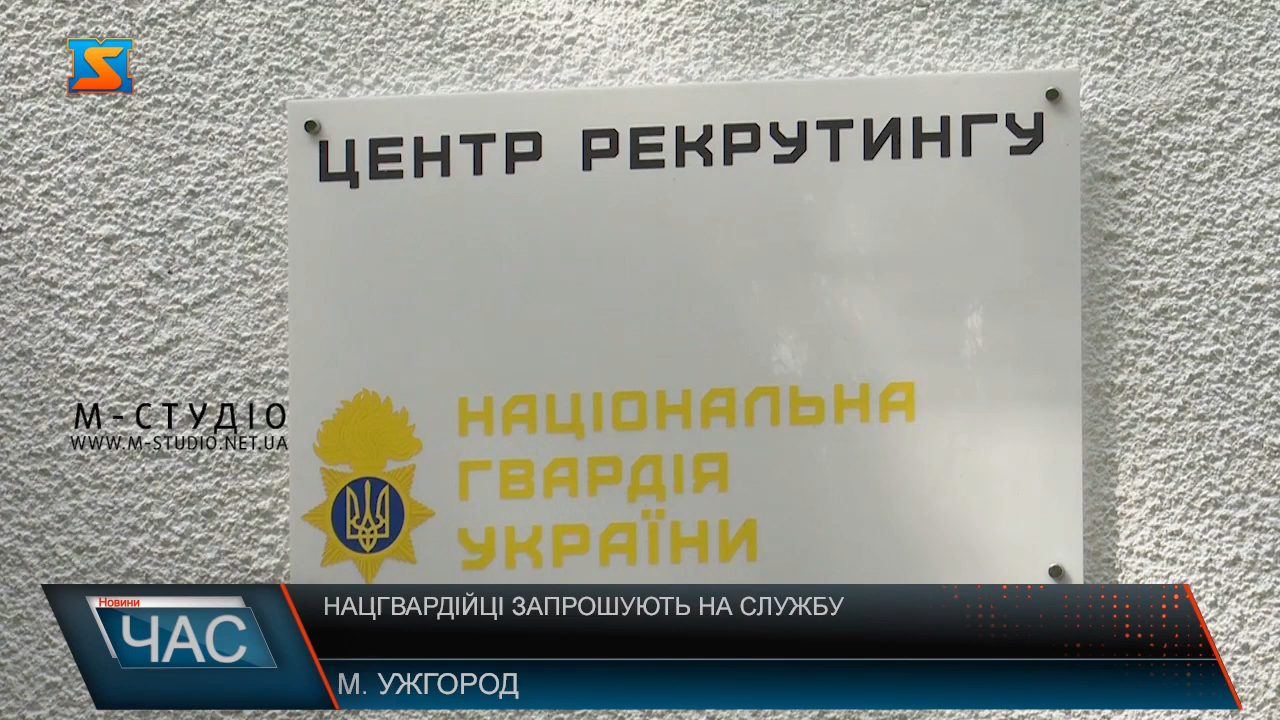 ЦЕНТР РЕКРУТИНГУ
М-СТУДІО
WWW.M-STUDIO.NET.UA
НАЦІОНАЛЬНА
ГВАРДІЯ
УКРАЇНИ
Новини
ЧАС
НАЦГВАРДІЙЦІ ЗАПРОШУЮТЬ НА СЛУЖБУ
М. УЖГОРОД